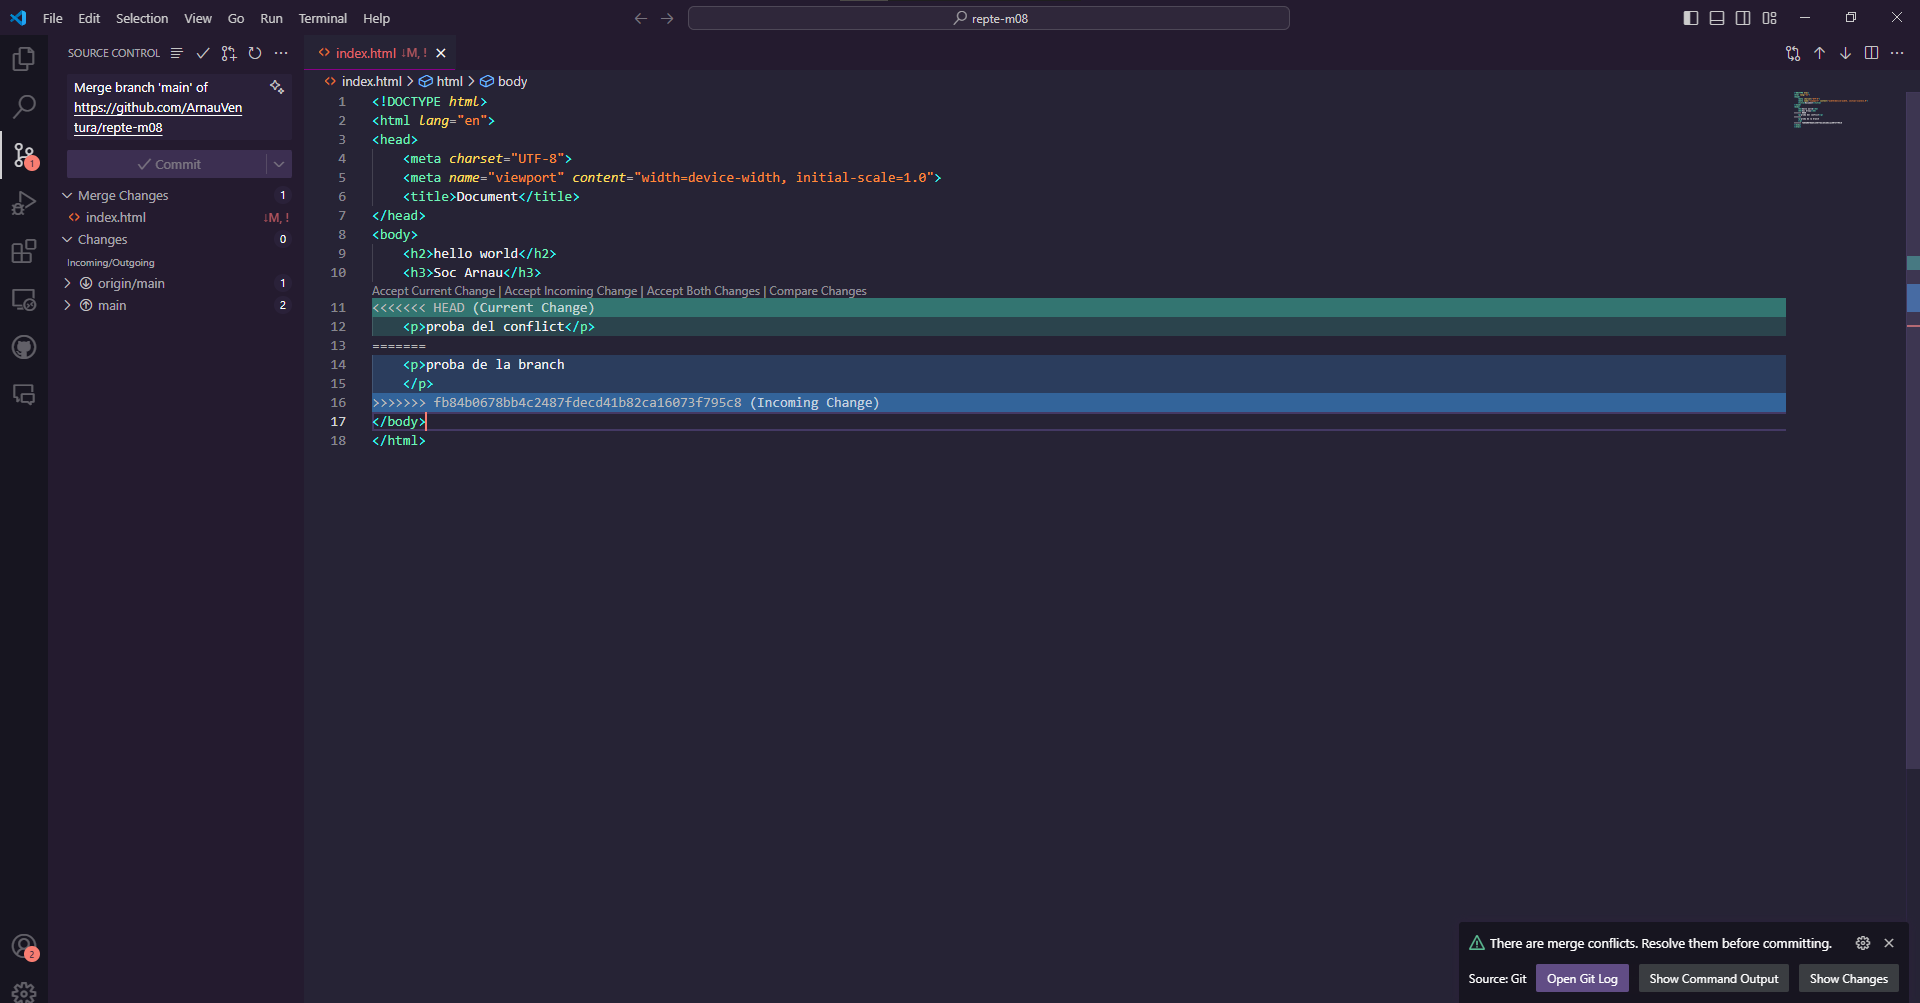 File Edit Selection View Go Run Terminal Help
repte-m08
SOURCE CONTROL
Merge branch 'main' of
https://github.com/ArnauVen
tura/repte-m08
Commit
Merge Changes 1
index.html ↓M, !
Changes 0
Incoming/Outgoing
origin/main 1
main 2
1
2
index.html ↓M, !
index.html > html > body
1 <!DOCTYPE html>
2 <html lang="en">
3 <head>
4 <meta charset="UTF-8">
5 <meta name="viewport" content="width=device-width, initial-scale=1.0">
6 <title>Document</title>
7 </head>
8 <body>
9 <h2>hello world</h2>
10 <h3>Soc Arnau</h3>
Accept Current Change | Accept Incoming Change | Accept Both Changes | Compare Changes
11 <<<<<<< HEAD (Current Change)
12 <p>proba del conflict</p>
13 =======
14 <p>proba de la branch
15 </p>
16 >>>>>>> fb84b0678bb4c2487fdecd41b82ca16073f795c8 (Incoming Change)
17 </body>
18 </html>
There are merge conflicts. Resolve them before committing.
Source: Git Open Git Log Show Command Output Show Changes